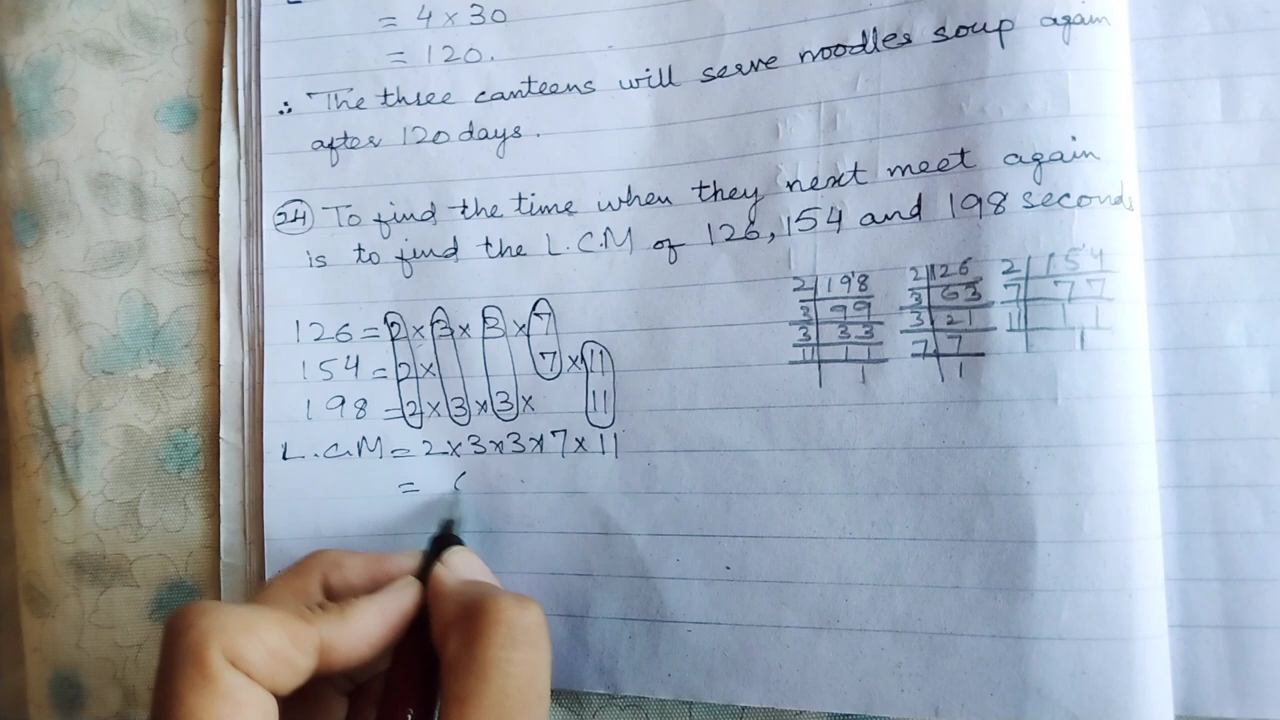 = 4 × 30
= 120.
∴ The three canteens will serve noodles soup again
after 120 days.
24 To find the time when they next meet again
is to find the L.C.M of 126, 154 and 198 seconds
126 = 2 × 3 × 3 × 7
154 = 2 × 7 × 11
198 = 2 × 3 × 3 × 11
L.C.M = 2 × 3 × 3 × 7 × 11
=
2 | 198
3 | 99
3 | 33
11 | 11
1
2 | 126
3 | 63
3 | 21
7 | 7
1
2 | 154
7 | 77
11 | 11
1